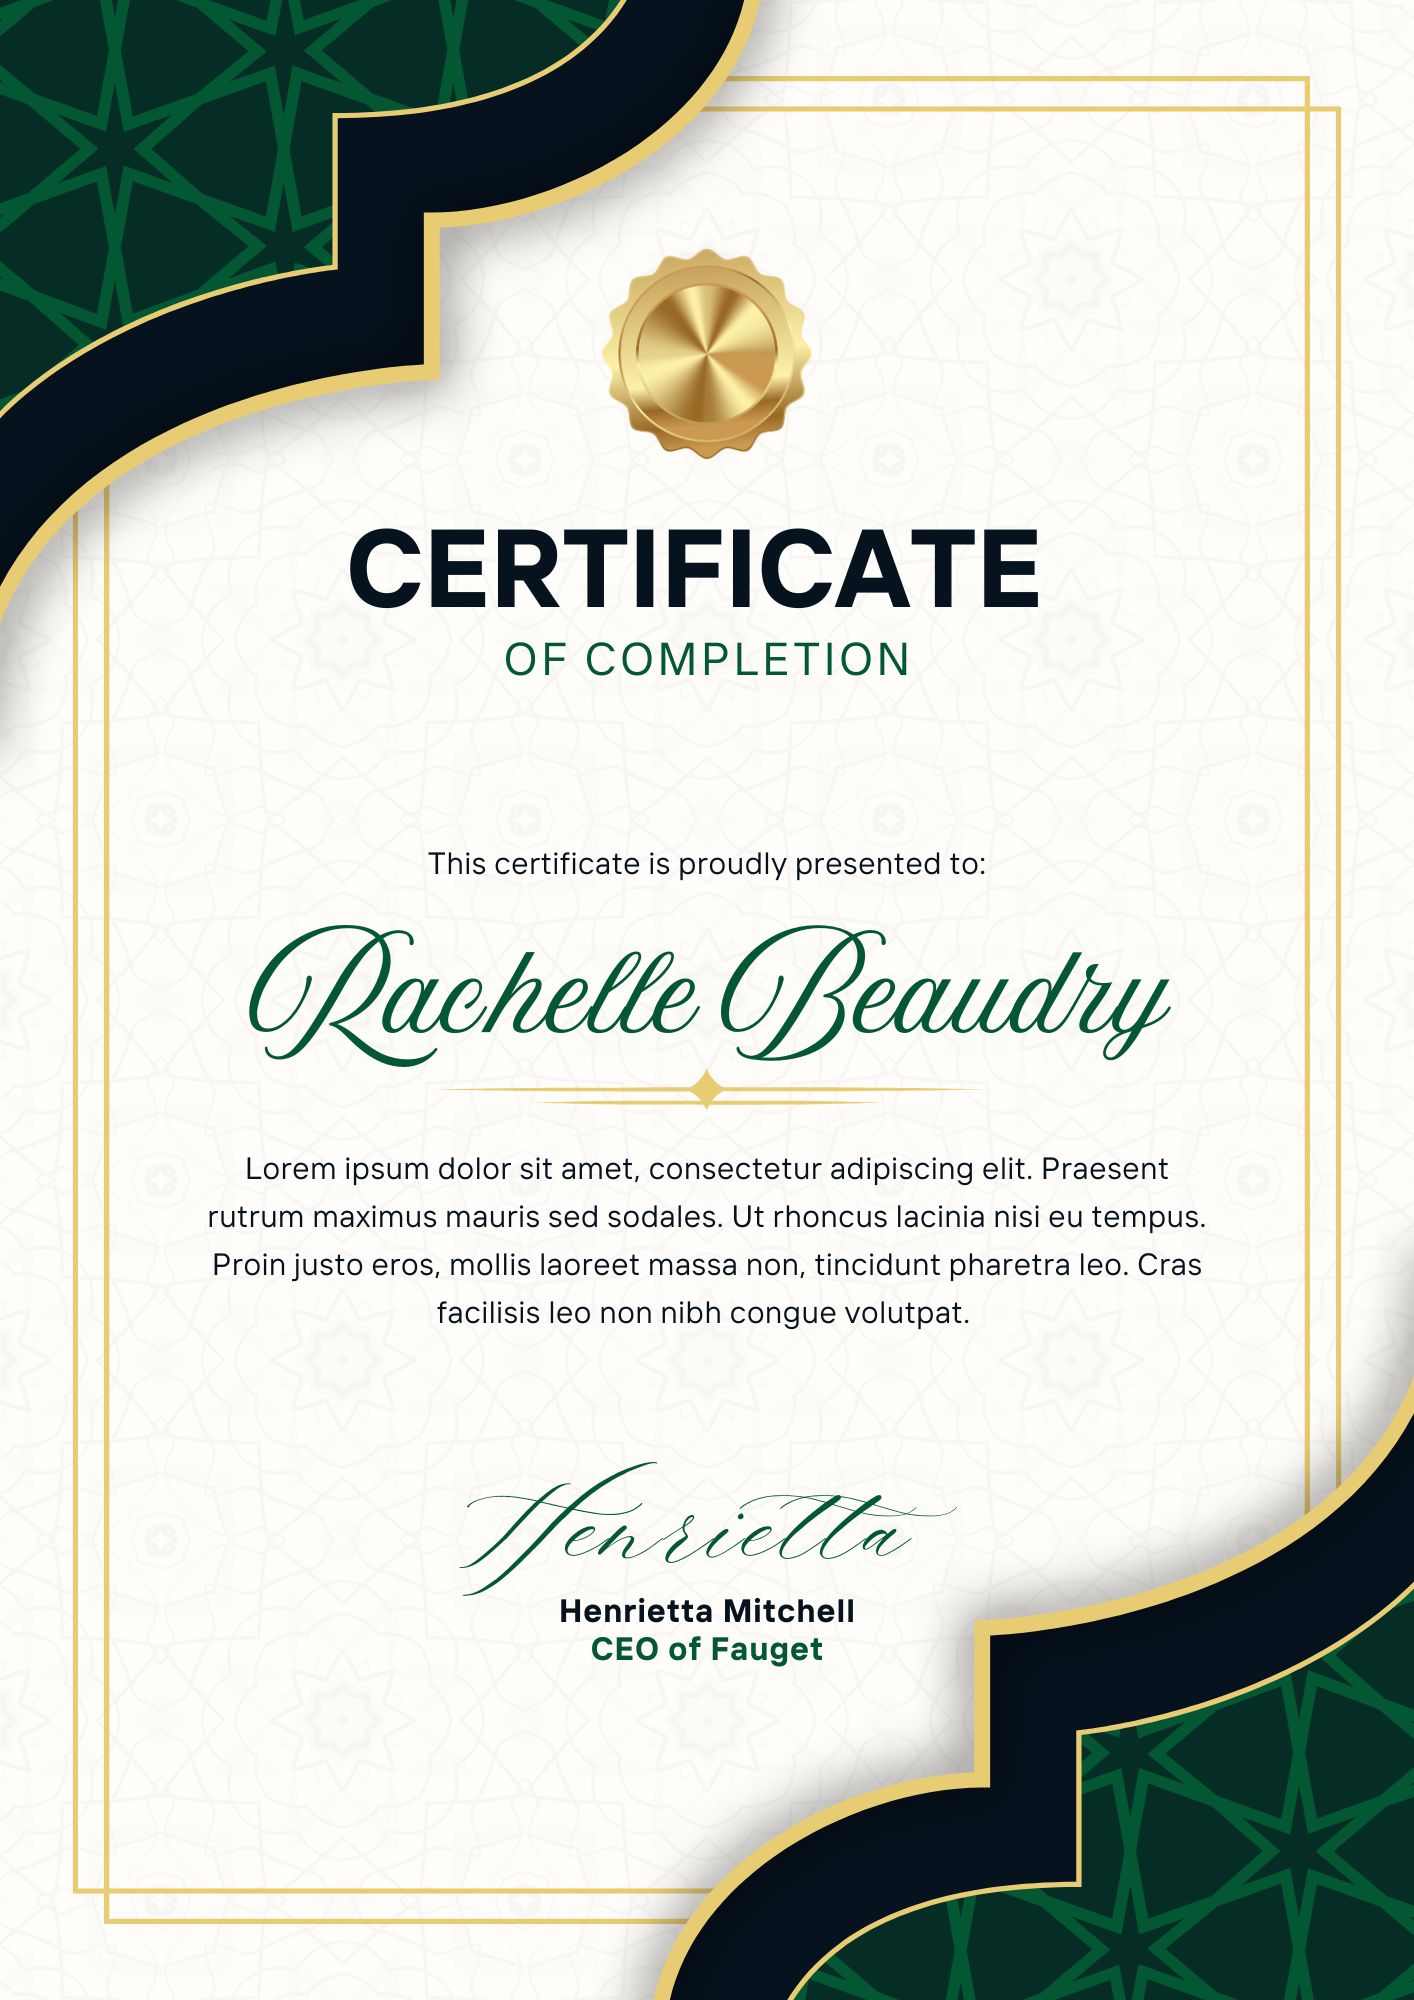 CERTIFICATE
OF COMPLETION
This certificate is proudly presented to:
Rachelle Beaudry
Lorem ipsum dolor sit amet, consectetur adipiscing elit. Praesent
rutrum maximus mauris sed sodales. Ut rhoncus lacinia nisi eu tempus.
Proin justo eros, mollis laoreet massa non, tincidunt pharetra leo. Cras
facilisis leo non nibh congue volutpat.
Henrietta
Henrietta Mitchell
CEO of Fauget